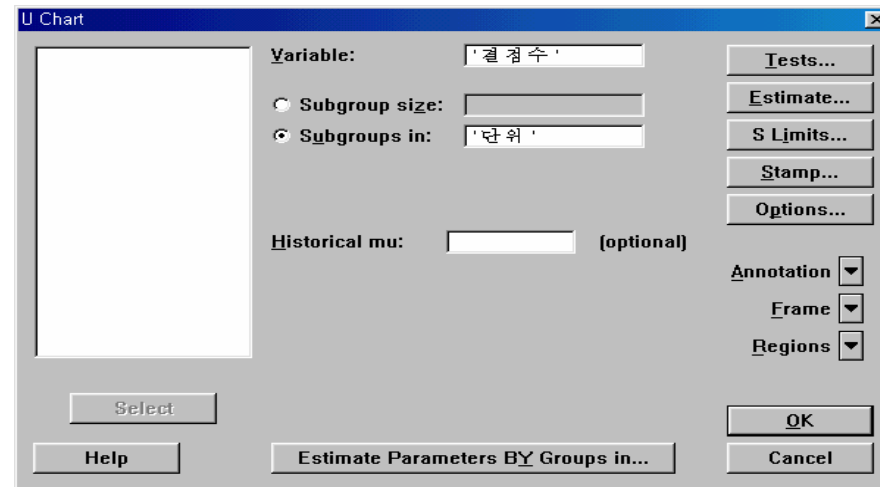 U Chart
Variable:
'결점수'
Tests...
Subgroup size:
Estimate...
Subgroups in:
'단위'
S Limits...
Stamp...
Options...
Historical mu:
(optional)
Annotation
Frame
Regions
Select
OK
Help
Estimate Parameters BY Groups in...
Cancel